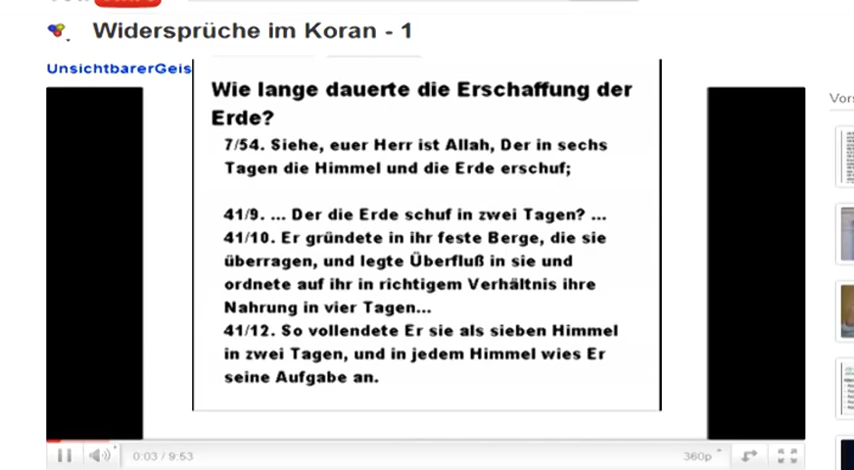 Widersprüche im Koran - 1
UnsichtbarerGeis
Wie lange dauerte die Erschaffung der
Erde?
7/54. Siehe, euer Herr ist Allah, Der in sechs
Tagen die Himmel und die Erde erschuf;
41/9. ... Der die Erde schuf in zwei Tagen? ...
41/10. Er gründete in ihr feste Berge, die sie
überragen, und legte Überfluß in sie und
ordnete auf ihr in richtigem Verhältnis ihre
Nahrung in vier Tagen...
41/12. So vollendete Er sie als sieben Himmel
in zwei Tagen, und in jedem Himmel wies Er
seine Aufgabe an.
Vors
0:03 / 9:53
360p